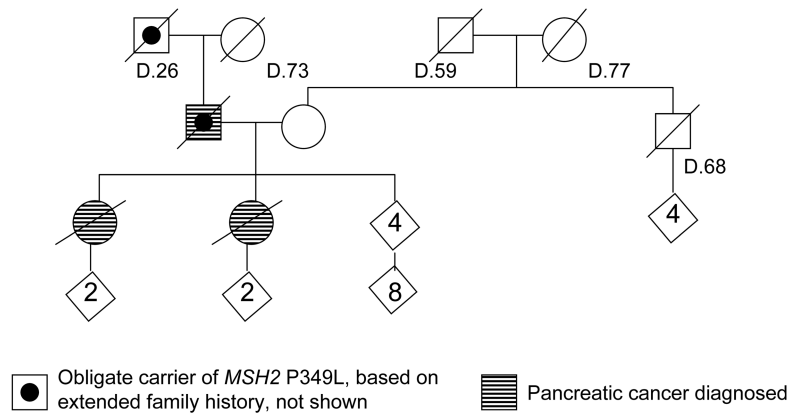 D.26
D.73
D.59
D.77
D.68
4
4
2
2
8
Obligate carrier of MSH2 P349L, based on
extended family history, not shown
Pancreatic cancer diagnosed